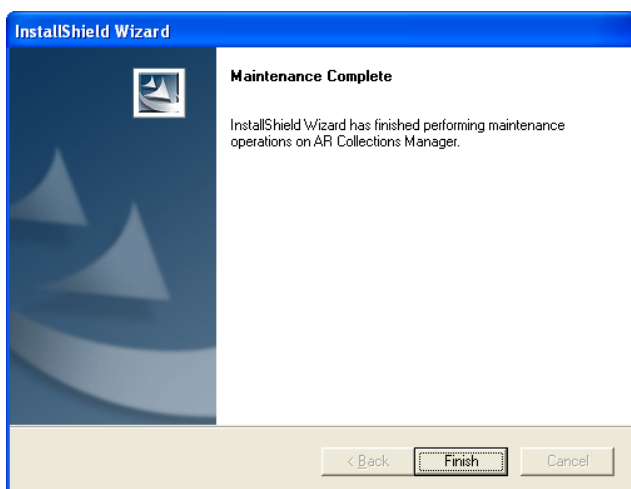 InstallShield Wizard
Maintenance Complete
InstallShield Wizard has finished performing maintenance
operations on AR Collections Manager.
< Back Finish Cancel